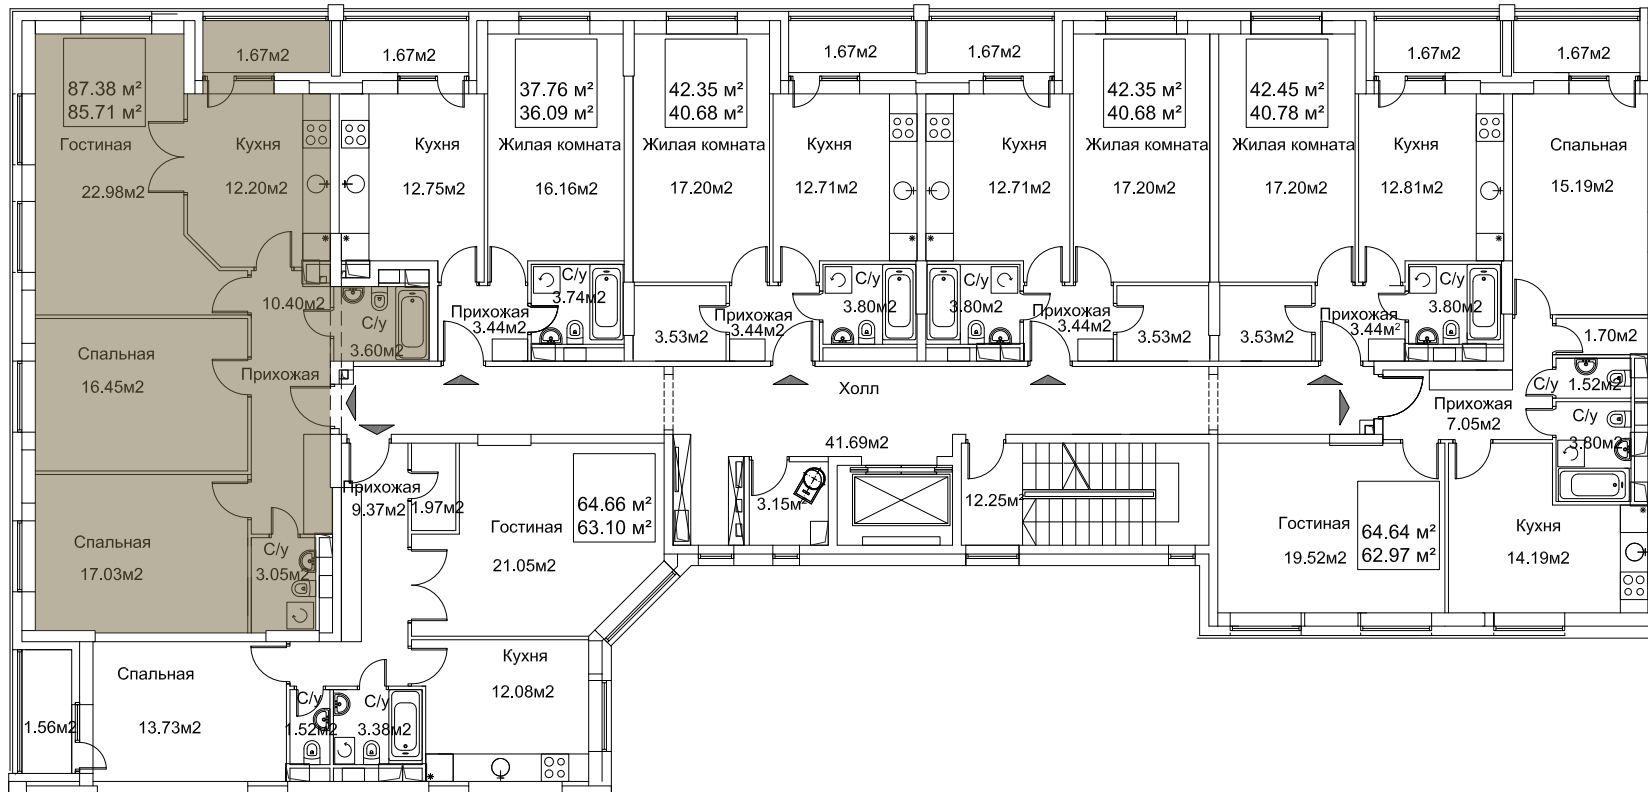 1.67м2
1.67м2
1.67м2
1.67м2
1.67м2
1.67м2
87.38 м²
85.71 м²
37.76 м²
36.09 м²
42.35 м²
40.68 м²
42.35 м²
40.68 м²
42.45 м²
40.78 м²
Гостиная
22.98м2
Кухня
12.20м2
Кухня
12.75м2
Жилая комната
16.16м2
Жилая комната
17.20м2
Кухня
12.71м2
Кухня
12.71м2
Жилая комната
17.20м2
Жилая комната
17.20м2
Кухня
12.81м2
Спальная
15.19м2
10.40м2
С/у
3.60м2
Прихожая
3.44м2
С/у
3.74м2
3.53м2
Прихожая
3.44м2
С/у
3.80м2
С/у
3.80м2
Прихожая
3.44м2
3.53м2
3.53м2
Прихожая
3.44м²
С/у
3.80м2
1.70м2
Спальная
16.45м2
Прихожая
Холл
41.69м2
С/у
1.52м2
Прихожая
7.05м2
С/у
3.80м2
Прихожая
9.37м2
1.97м2
Гостиная
21.05м2
64.66 м²
63.10 м²
3.15м²
12.25м²
Гостиная
19.52м2
64.64 м²
62.97 м²
Кухня
14.19м2
Спальная
17.03м2
С/у
3.05м2
Спальная
13.73м2
1.56м2
С/у
1.52м2
С/у
3.38м2
Кухня
12.08м2